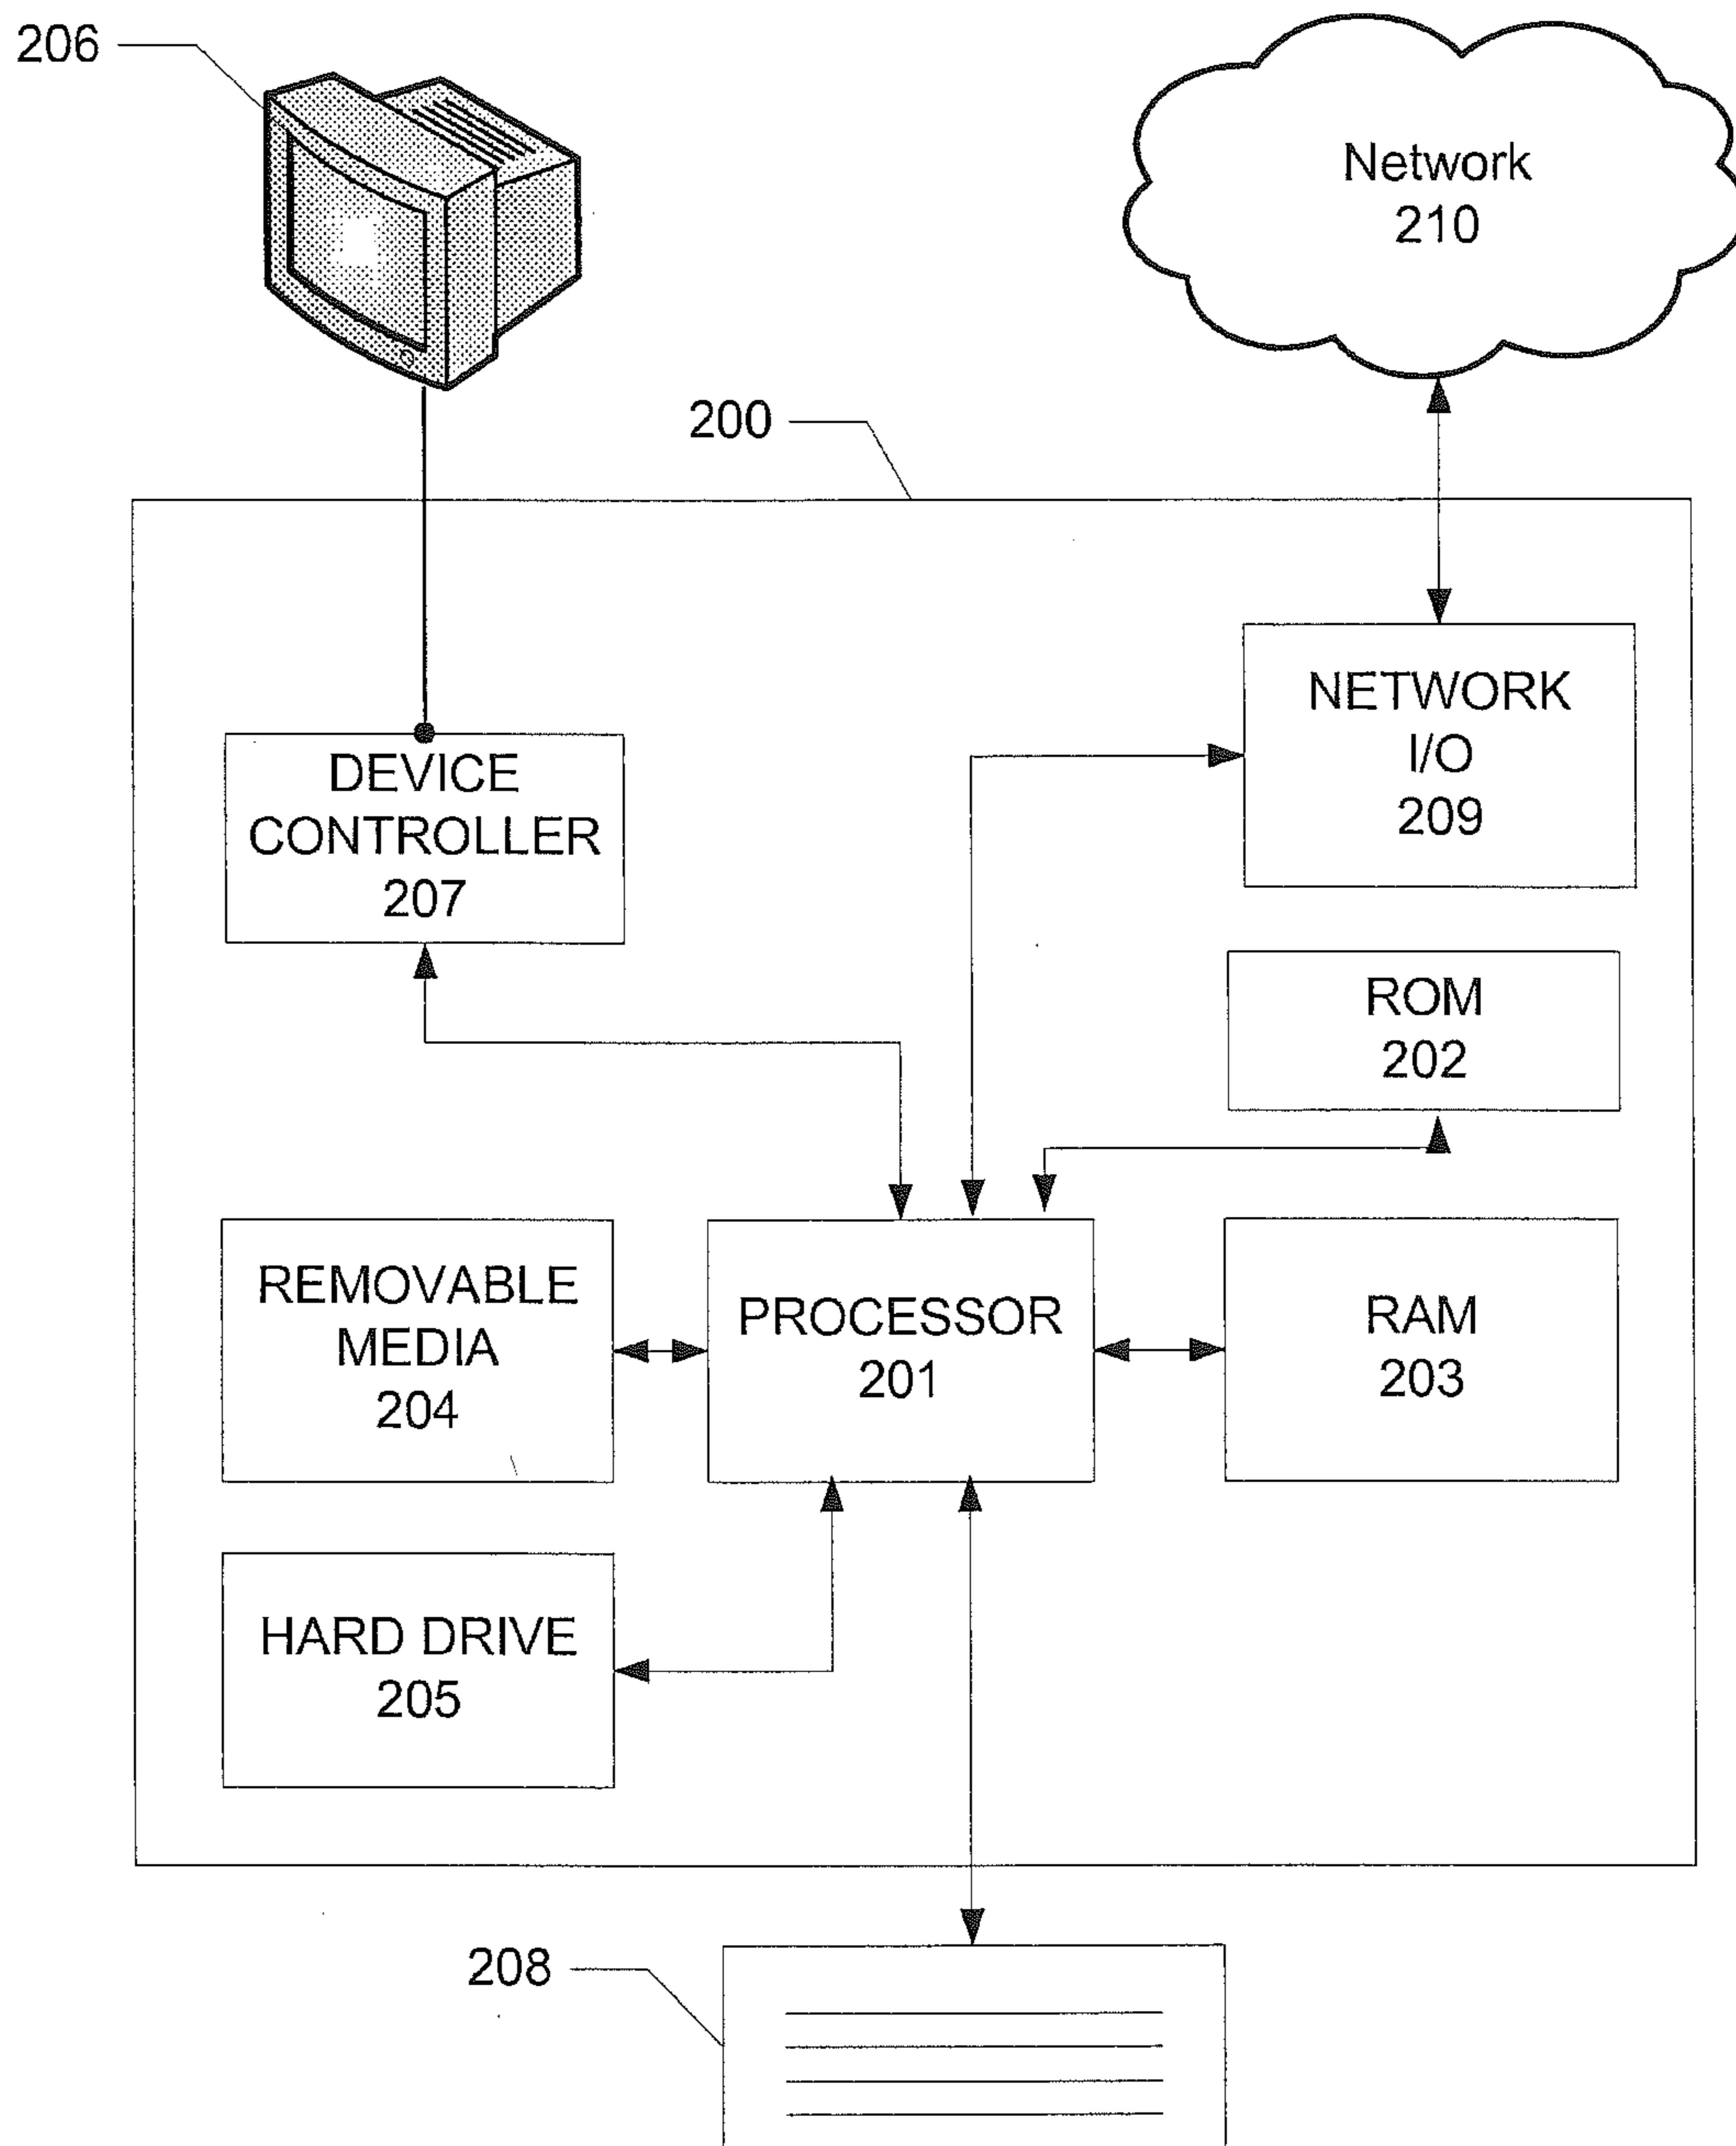 206
Network
210
200
NETWORK
I/O
209
DEVICE
CONTROLLER
207
ROM
202
REMOVABLE
MEDIA
204
PROCESSOR
201
RAM
203
HARD DRIVE
205
208